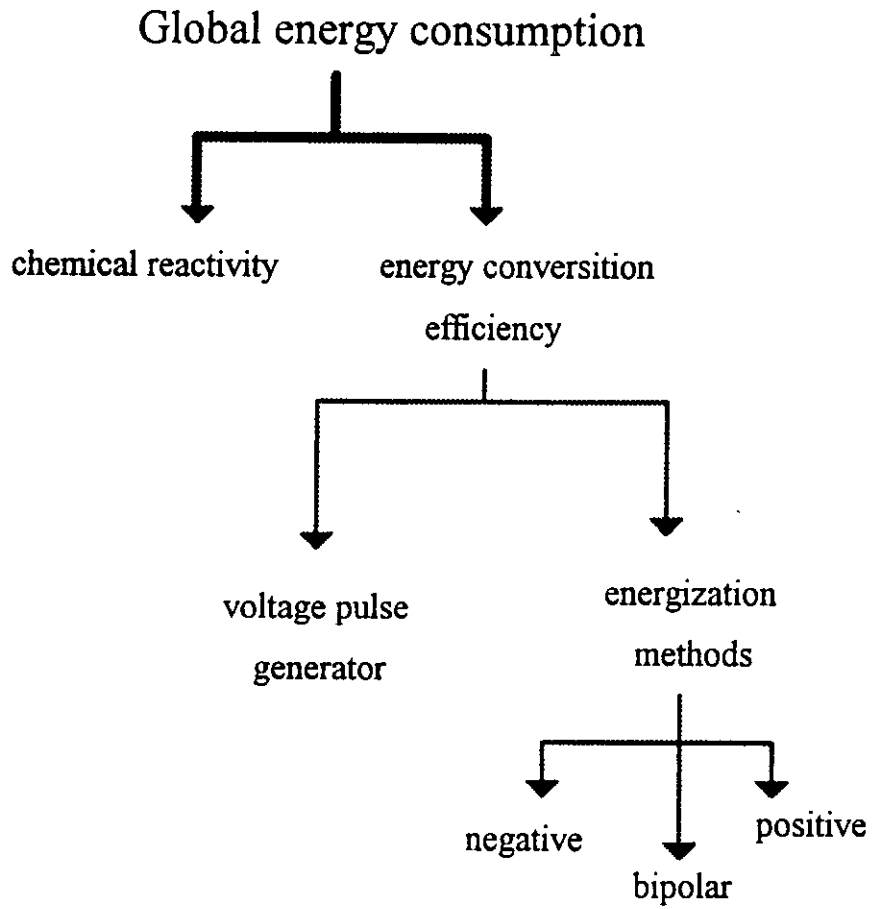 Global energy consumption
chemical reactivity
energy conversition
efficiency
voltage pulse
generator
energization
methods
negative
bipolar
positive